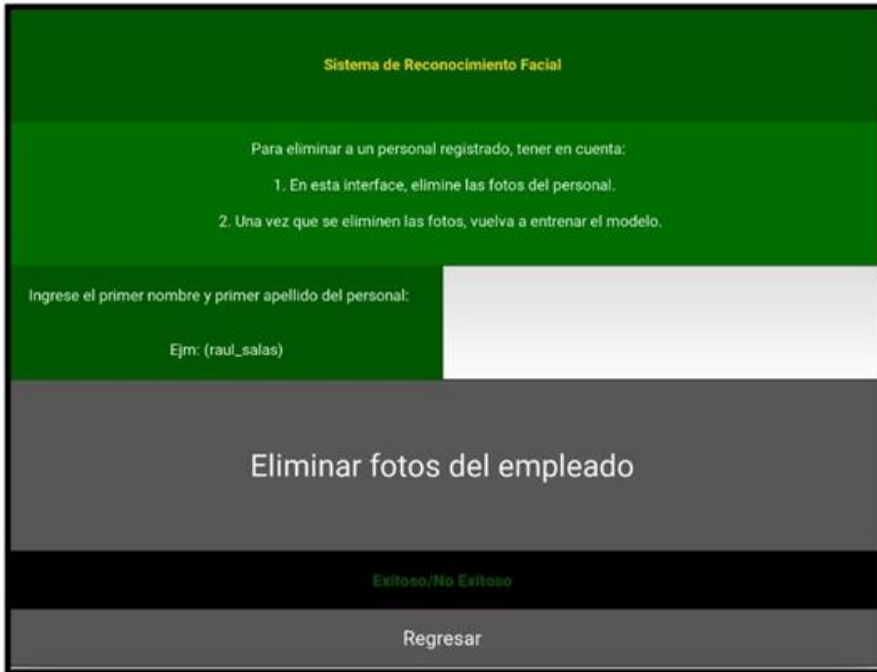 Sistema de Reconocimiento Facial
Para eliminar a un personal registrado, tener en cuenta:
1. En esta interface, elimine las fotos del personal.
2. Una vez que se eliminen las fotos, vuelva a entrenar el modelo.
Ingrese el primer nombre y primer apellido del personal:
Ejm: (raul_salas)
Eliminar fotos del empleado
Exitoso/No Exitoso
Regresar